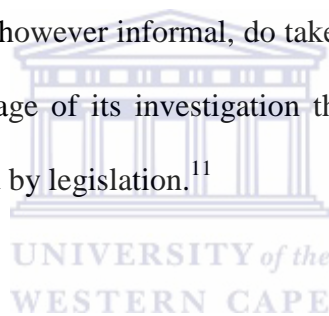 however informal, do take
age of its investigation th
by legislation.11
UNIVERSITY of the
WESTERN CAPE